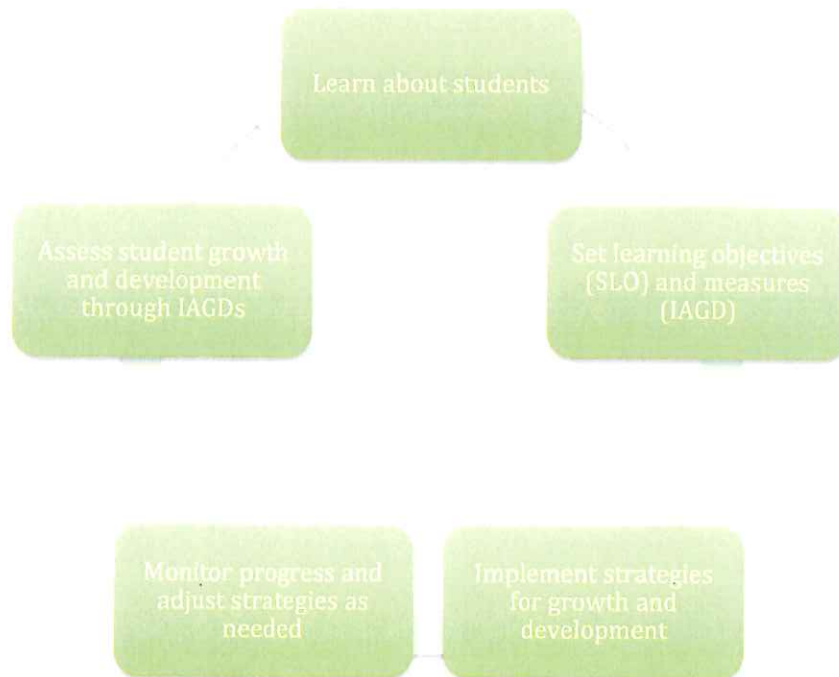 Learn about students
Set learning objectives
(SLO) and measures
(IAGD)
Implement strategies
for growth and
development
Monitor progress and
adjust strategies as
needed
Assess student growth
and development
through IAGDs